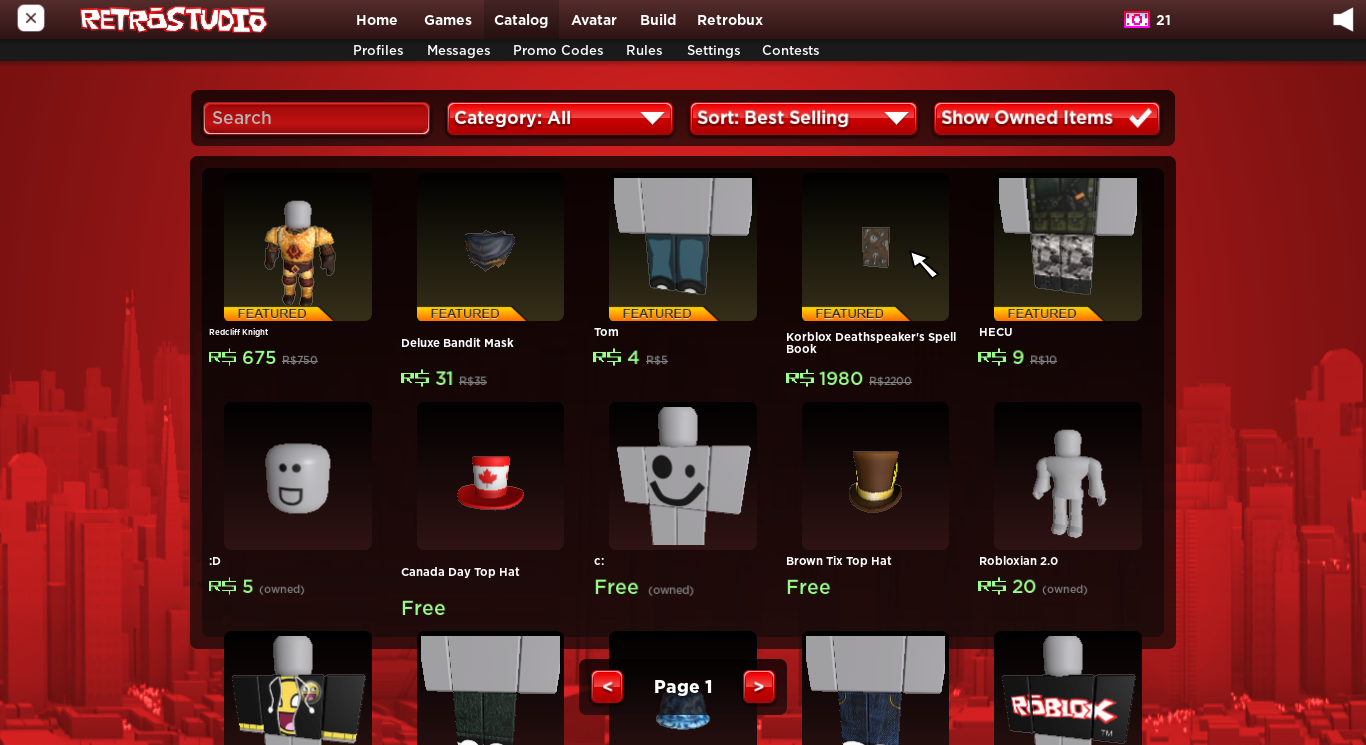 RETROSTUDIO
Home Games Catalog Avatar Build Retrobux
21
Profiles Messages Promo Codes Rules Settings Contests
Search
Category: All
Sort: Best Selling
Show Owned Items
FEATURED FEATURED FEATURED FEATURED FEATURED
Redcliff Knight
R$ 675 R$750
Deluxe Bandit Mask
R$ 31 R$35
Tom
R$ 4 R$5
Korblox Deathspeaker's Spell
Book
R$ 1980 R$2200
HECU
R$ 9 R$10
:D
R$ 5 (owned)
Canada Day Top Hat
Free
c:
Free (owned)
Brown Tix Top Hat
Free
Robloxian 2.0
R$ 20 (owned)
< Page 1 >
ROBLOX
TM